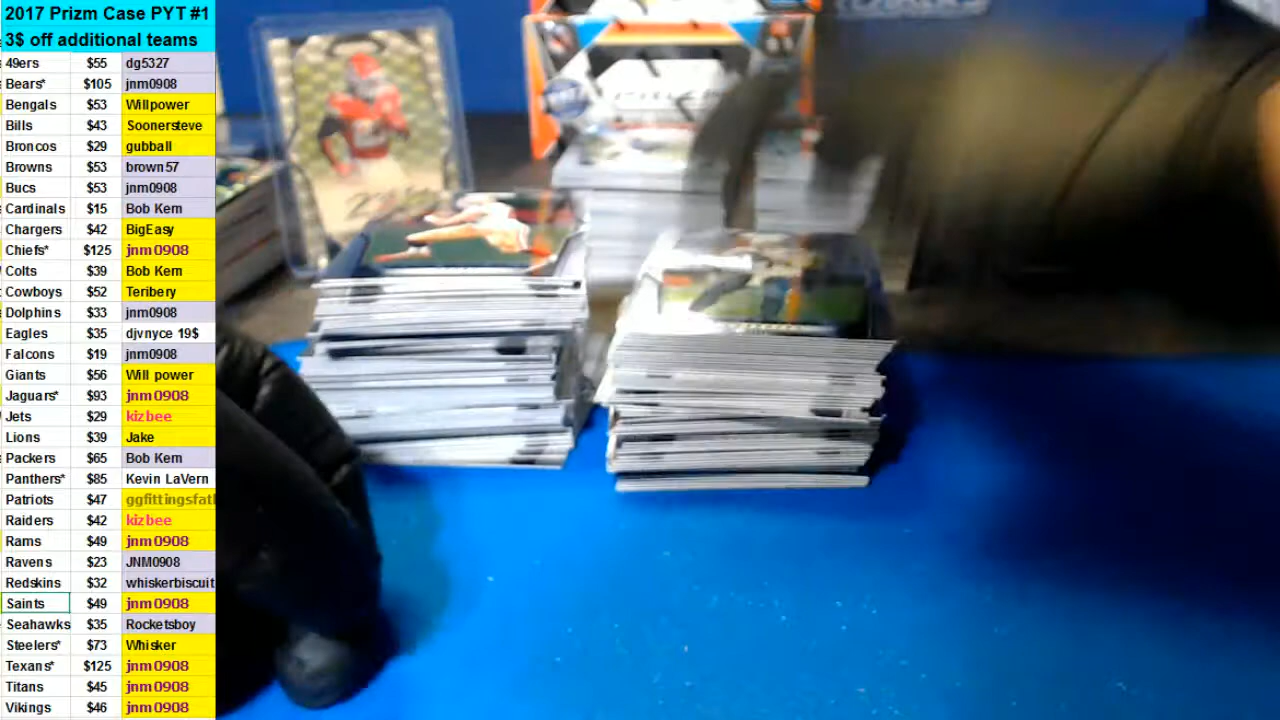 2017 Prizm Case PYT #1
3$ off additional teams
49ers $55 dg5327
Bears* $105 jnm0908
Bengals $53 Willpower
Bills $43 Soonersteve
Broncos $29 gubball
Browns $53 brown57
Bucs $53 jnm0908
Cardinals $15 Bob Kern
Chargers $42 BigEasy
Chiefs* $125 jnm0908
Colts $39 Bob Kern
Cowboys $52 Teribery
Dolphins $33 jnm0908
Eagles $35 djvnyce 19$
Falcons $19 jnm0908
Giants $56 Will power
Jaguars* $93 jnm0908
Jets $29 kizbee
Lions $39 Jake
Packers $65 Bob Kern
Panthers* $85 Kevin LaVern
Patriots $47 ggfittingsfatl
Raiders $42 kizbee
Rams $49 jnm0908
Ravens $23 JNM0908
Redskins $32 whiskerbiscuit
Saints $49 jnm0908
Seahawks $35 Rocketsboy
Steelers* $73 Whisker
Texans* $125 jnm0908
Titans $45 jnm0908
Vikings $46 jnm0908